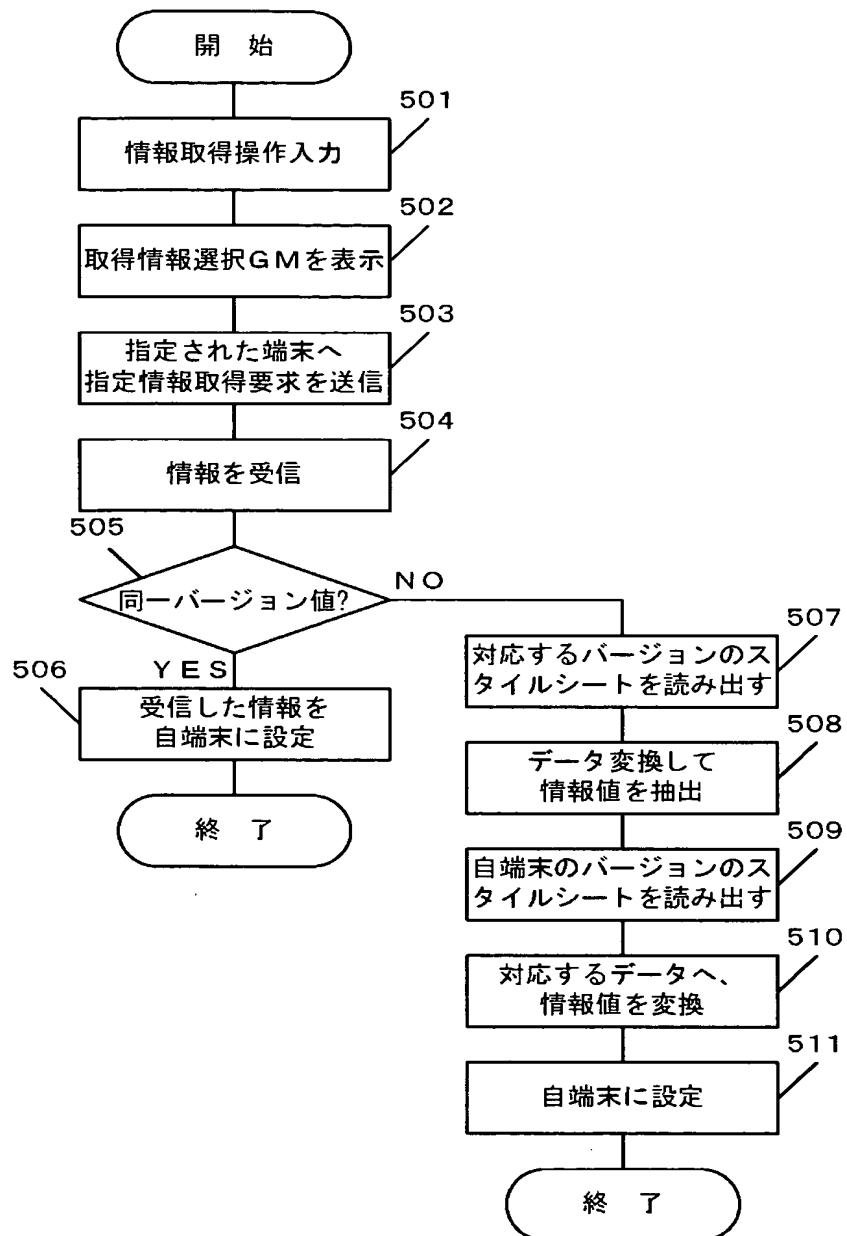 開 始
501
情報取得操作入力
502
取得情報選択GMを表示
503
指定された端末へ
指定情報取得要求を送信
504
情報を受信
505
同一バージョン値?
NO
YES
506
受信した情報を
自端末に設定
終 了
507
対応するバージョンのス
タイルシートを読み出す
508
データ変換して
情報値を抽出
509
自端末のバージョンのス
タイルシートを読み出す
510
対応するデータへ、
情報値を変換
511
自端末に設定
終 了